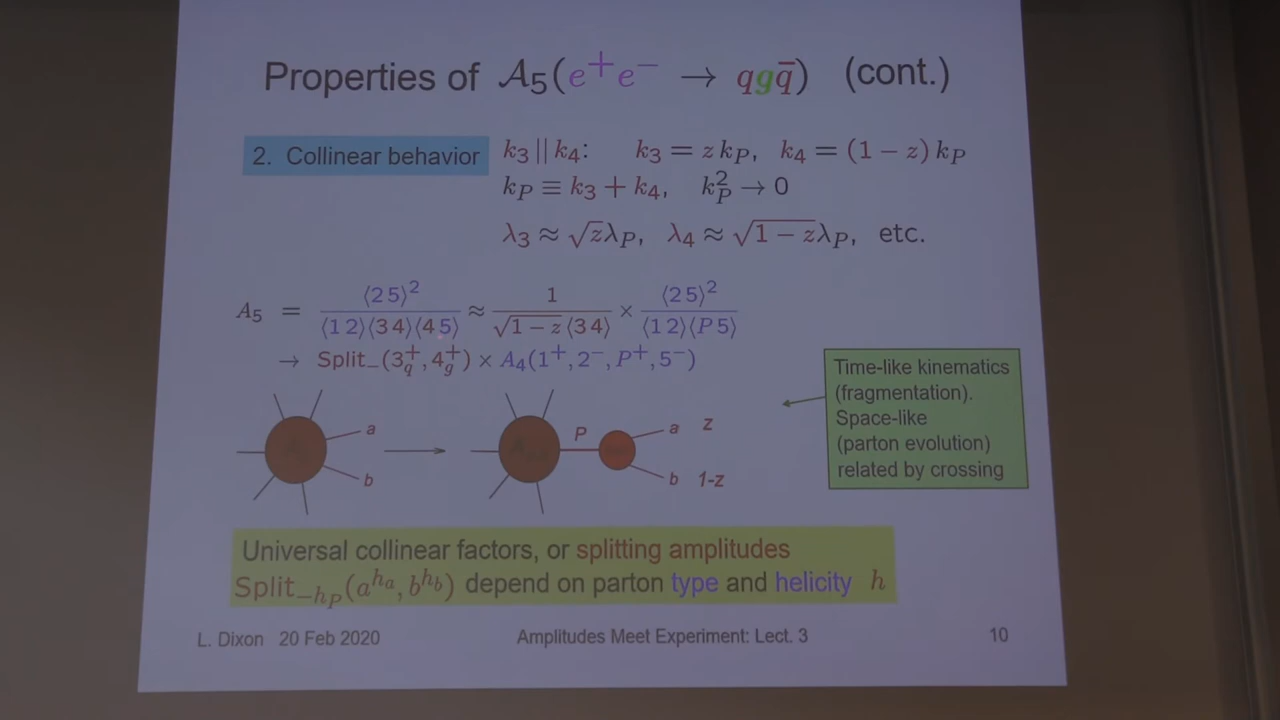 Properties of 𝒜₅(e⁺e⁻ → qgq̄) (cont.)
2. Collinear behavior k₃ || k₄: k₃ = z k_P, k₄ = (1 − z) k_P
k_P ≡ k₃ + k₄, k_P² → 0
λ₃ ≈ √z λ_P, λ₄ ≈ √(1 − z) λ_P, etc.
A₅ = ⟨2 5⟩² / (⟨1 2⟩⟨3 4⟩⟨4 5⟩) ≈ 1 / (√(1 − z) ⟨3 4⟩) × ⟨2 5⟩² / (⟨1 2⟩⟨P 5⟩)
→ Split₋(3_q⁺, 4_g⁺) × A₄(1⁺, 2⁻, P⁺, 5⁻)
Time-like kinematics
(fragmentation).
Space-like
(parton evolution)
related by crossing
a
b
P
a z
b 1-z
Universal collinear factors, or splitting amplitudes
Split_{−h_P}(a^{h_a}, b^{h_b}) depend on parton type and helicity h
L. Dixon 20 Feb 2020
Amplitudes Meet Experiment: Lect. 3
10